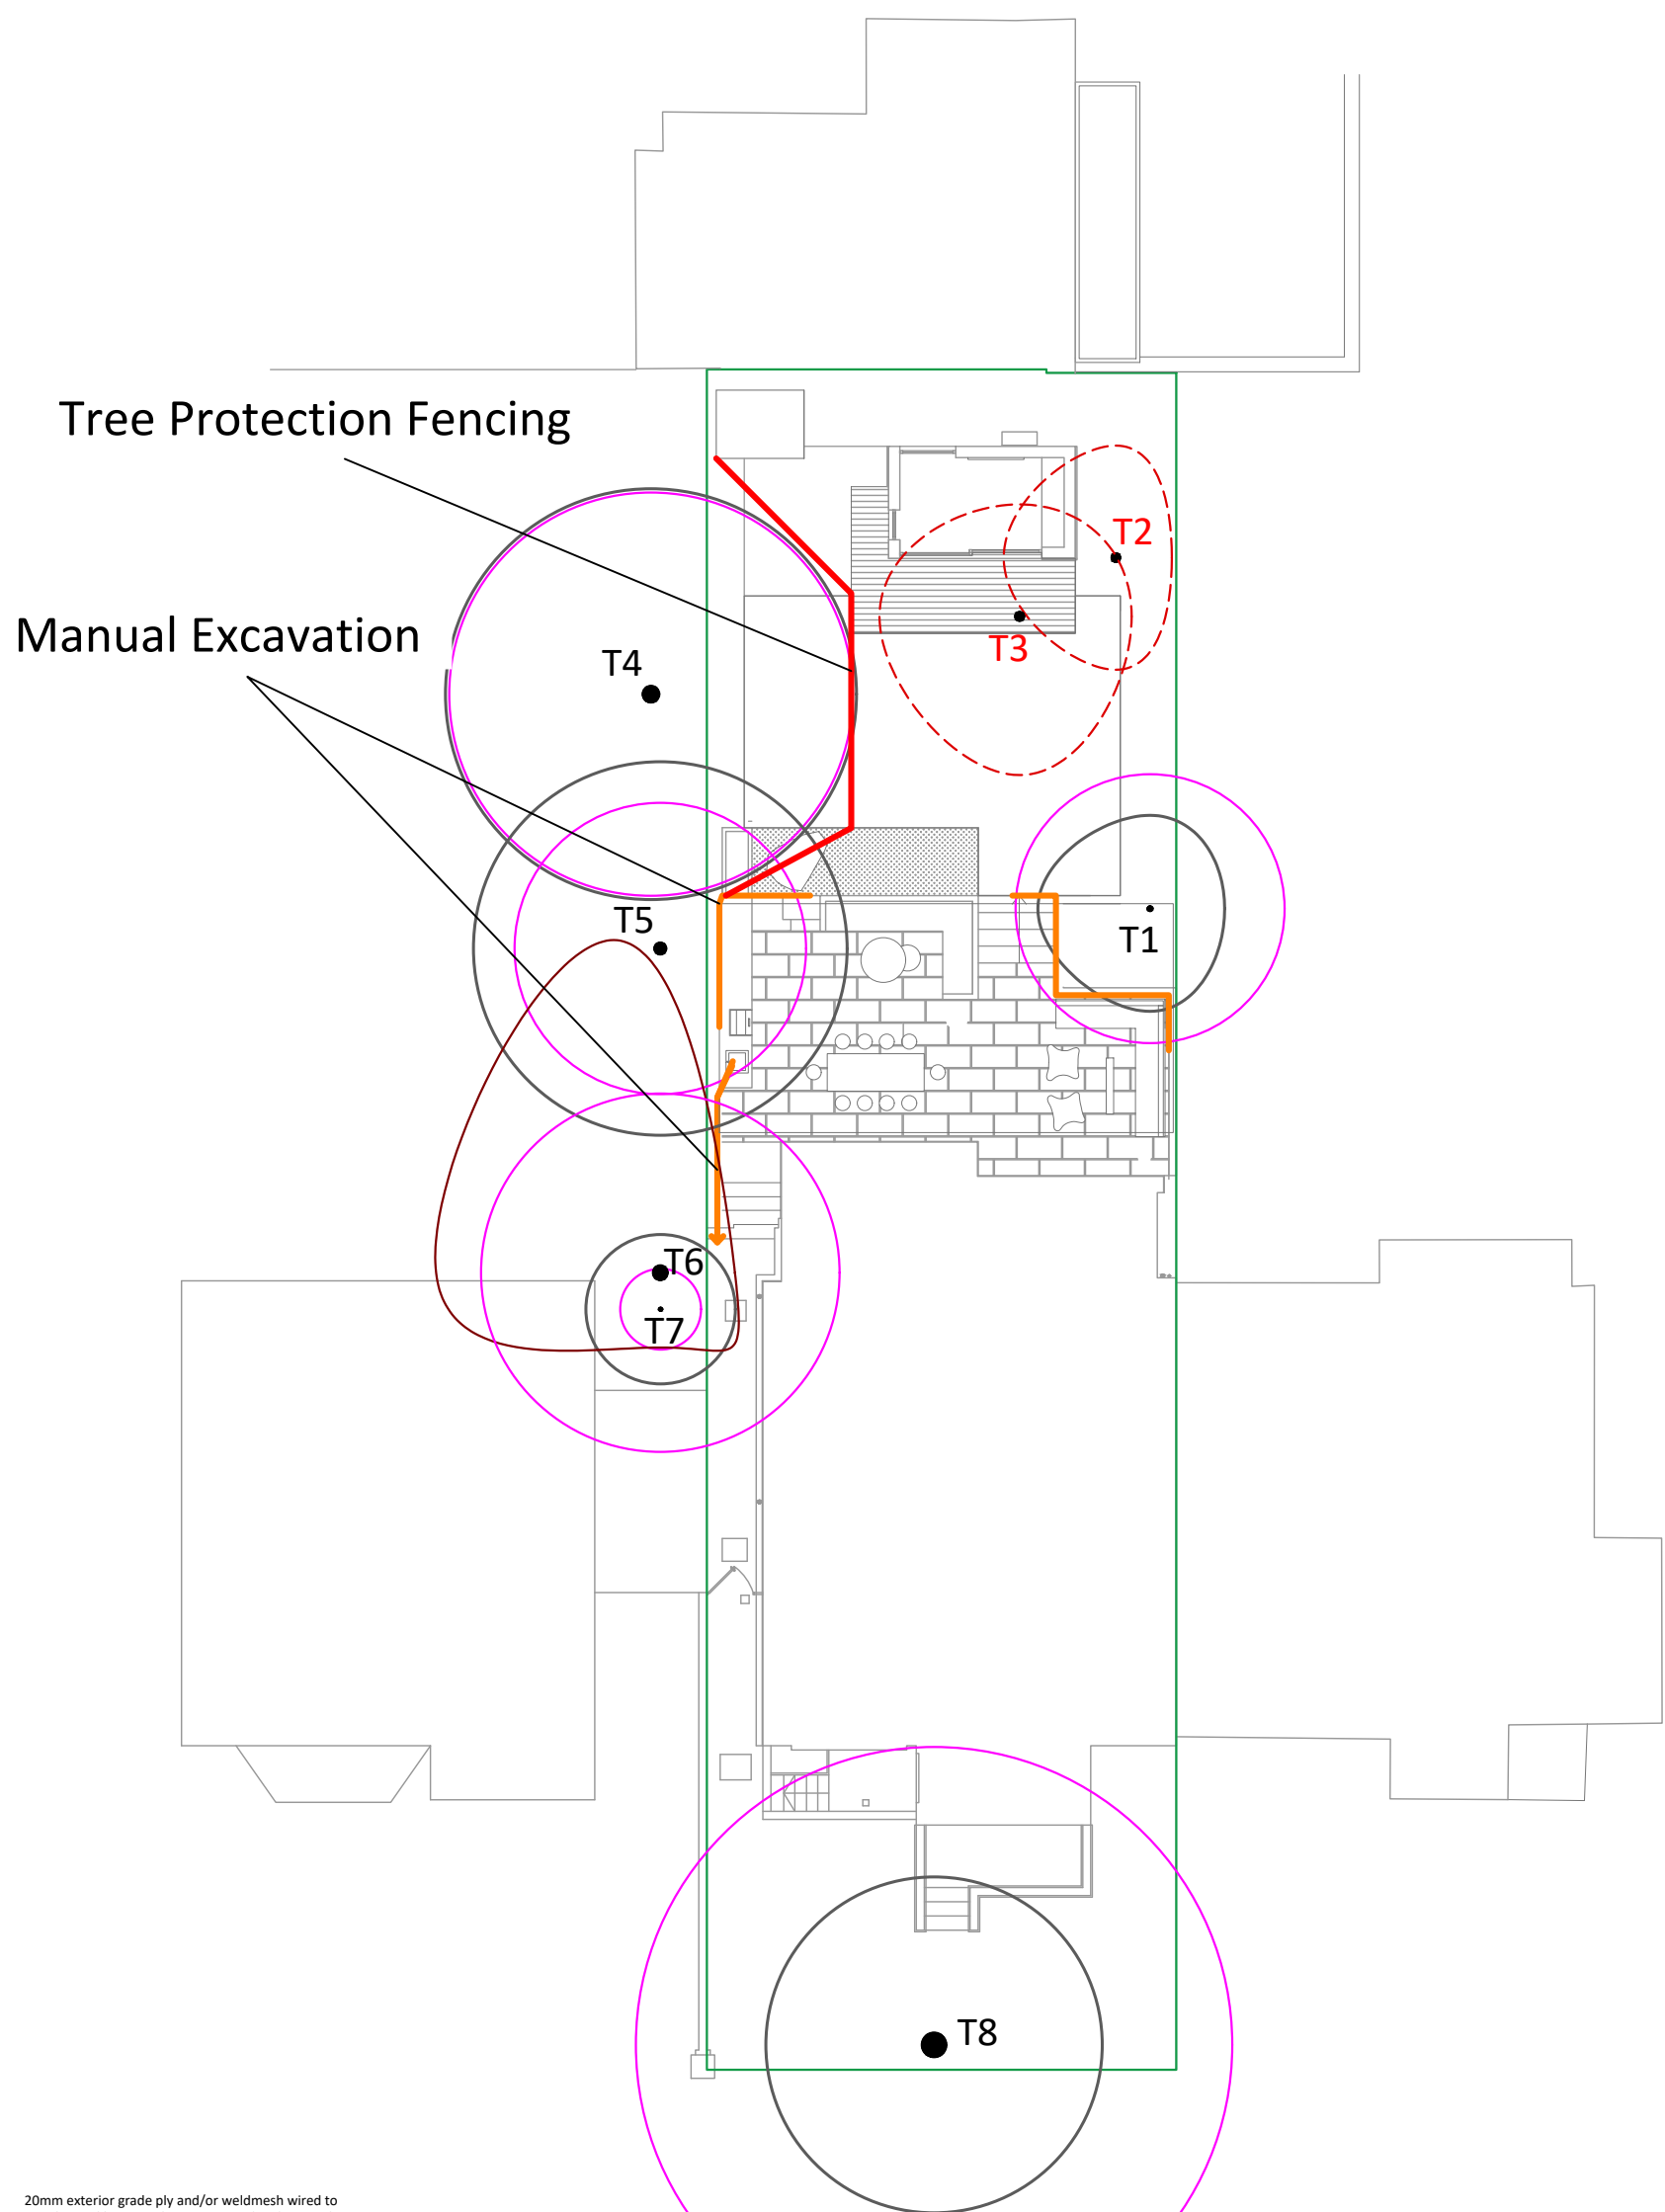 Tree Protection Fencing
T2
Manual Excavation
T3
T4
T5
T1
T6
T7
T8
20mm exterior grade ply and/or weldmesh wired to